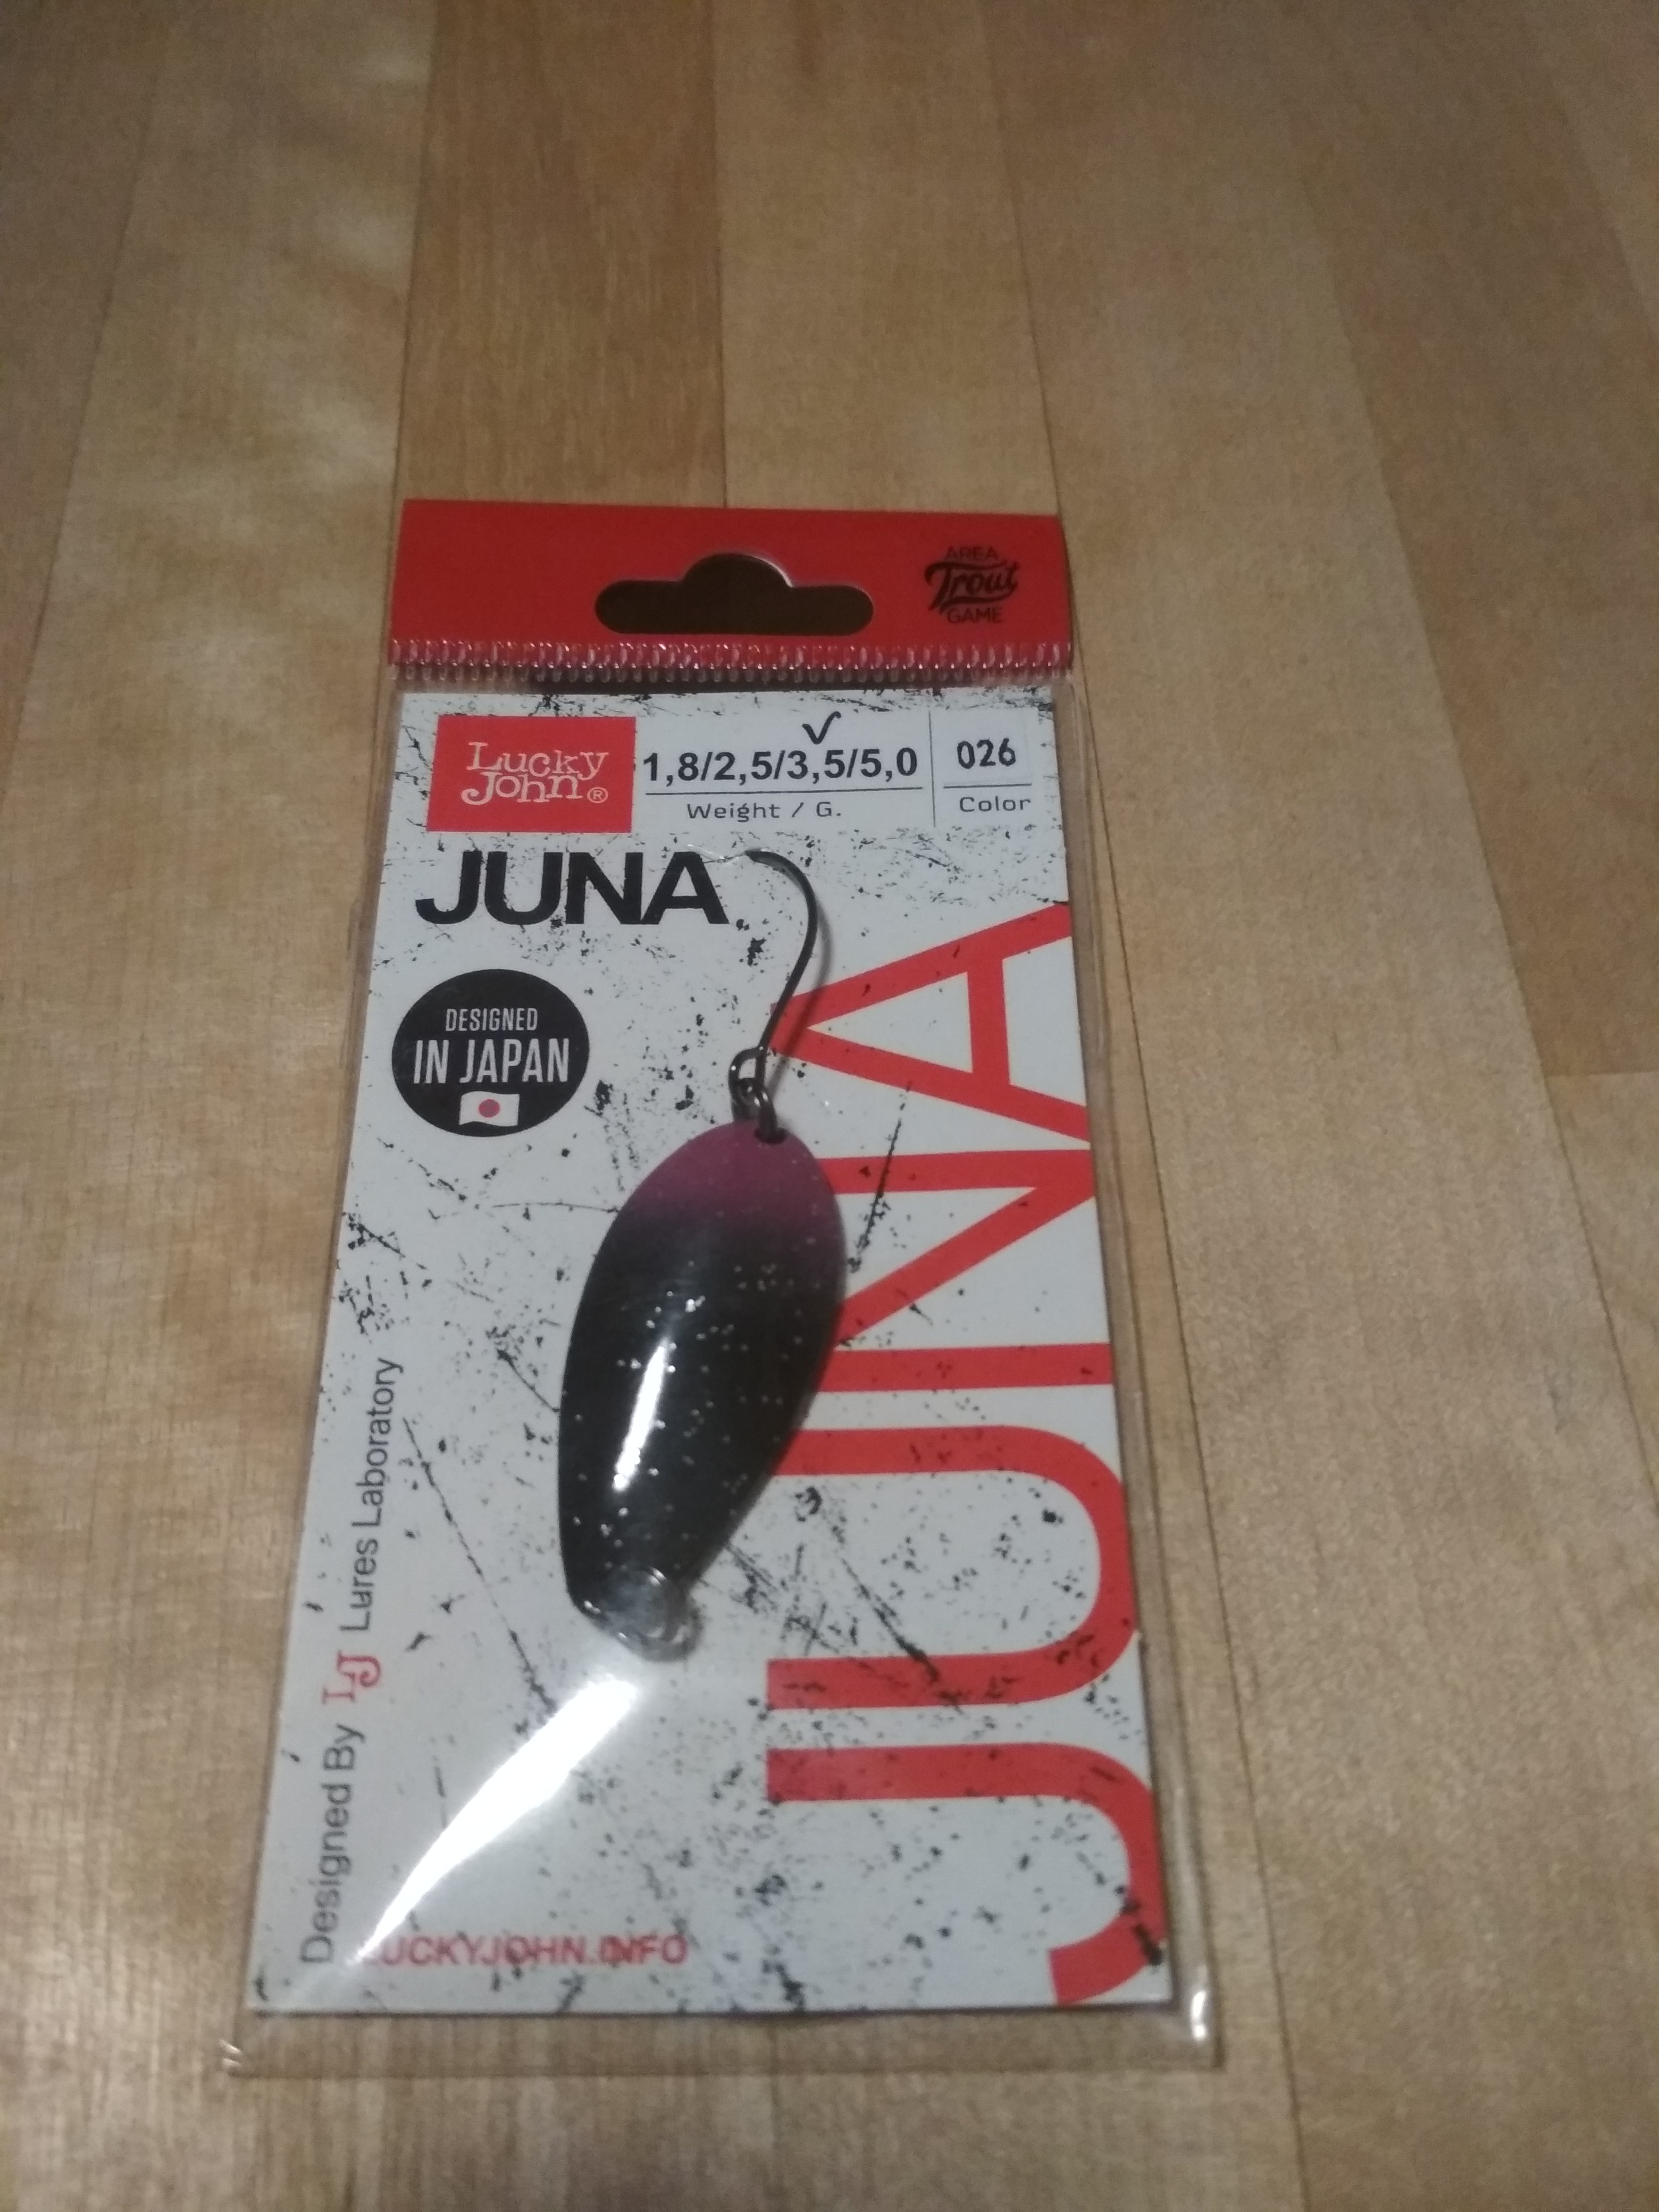 AREA
Trout
GAME
Lucky
John®
✓
1,8/2,5/3,5/5,0
Weight / G.
026
Color
JUNA
DESIGNED
IN JAPAN
JUNA
Designed By LJ Lures Laboratory
LUCKYJOHN.INFO